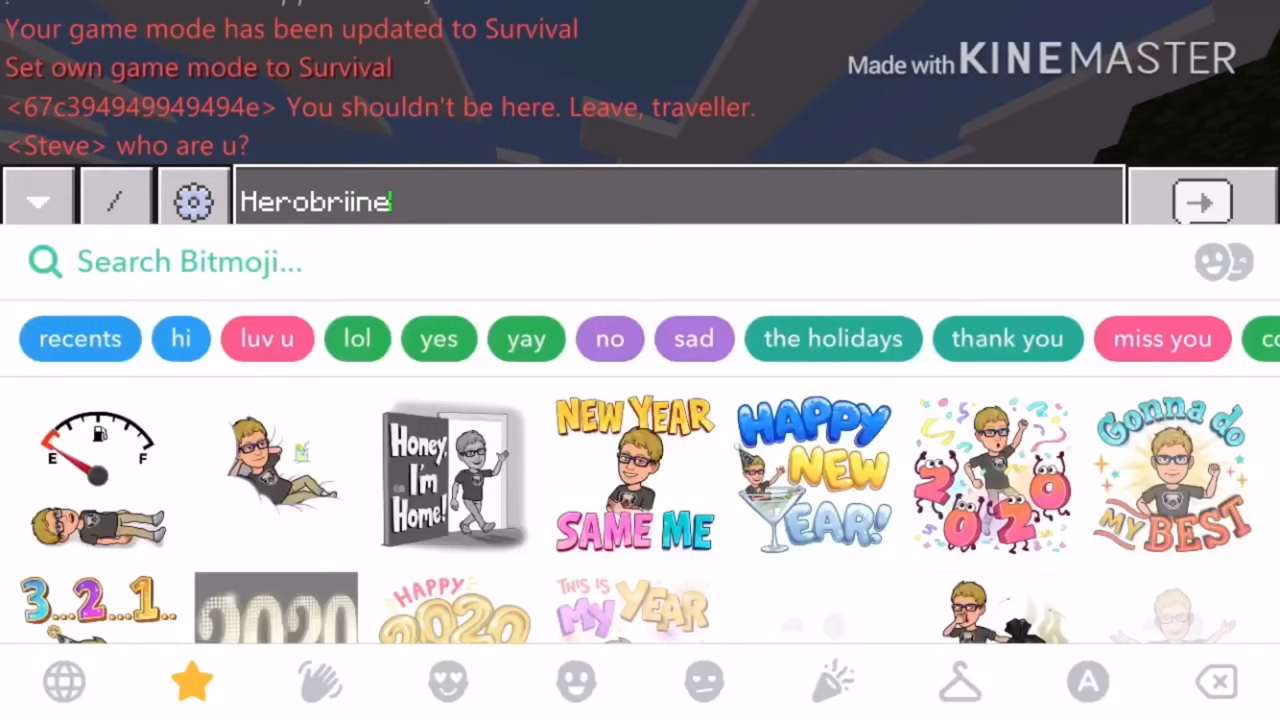 Your game mode has been updated to Survival
Made with KINEMASTER
Set own game mode to Survival
<67c394949949494e> You shouldn't be here. Leave, traveller.
<Steve> who are u?
/
Herobriine
Search Bitmoji...
recents hi luv u lol yes yay no sad the holidays thank you miss you
E F
Honey, I'm Home!
NEW YEAR SAME ME
HAPPY NEW YEAR!
2020
Gonna do MY BEST
3...2...1...
2020
HAPPY 2020
THIS IS MY YEAR
A